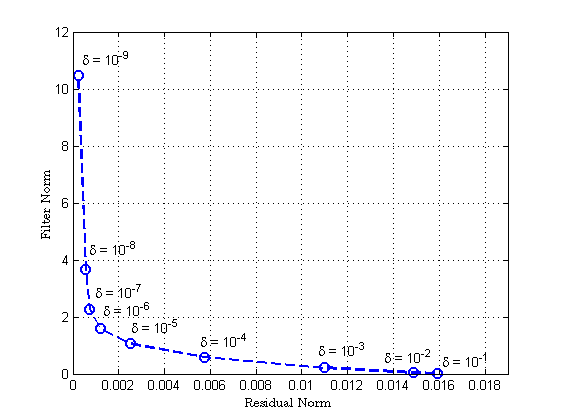 12
10
8
6
4
2
0
Filter Norm
δ = 10⁻⁹
δ = 10⁻⁸
δ = 10⁻⁷
δ = 10⁻⁶
δ = 10⁻⁵
δ = 10⁻⁴
δ = 10⁻³
δ = 10⁻²
δ = 10⁻¹
0 0.002 0.004 0.006 0.008 0.01 0.012 0.014 0.016 0.018
Residual Norm